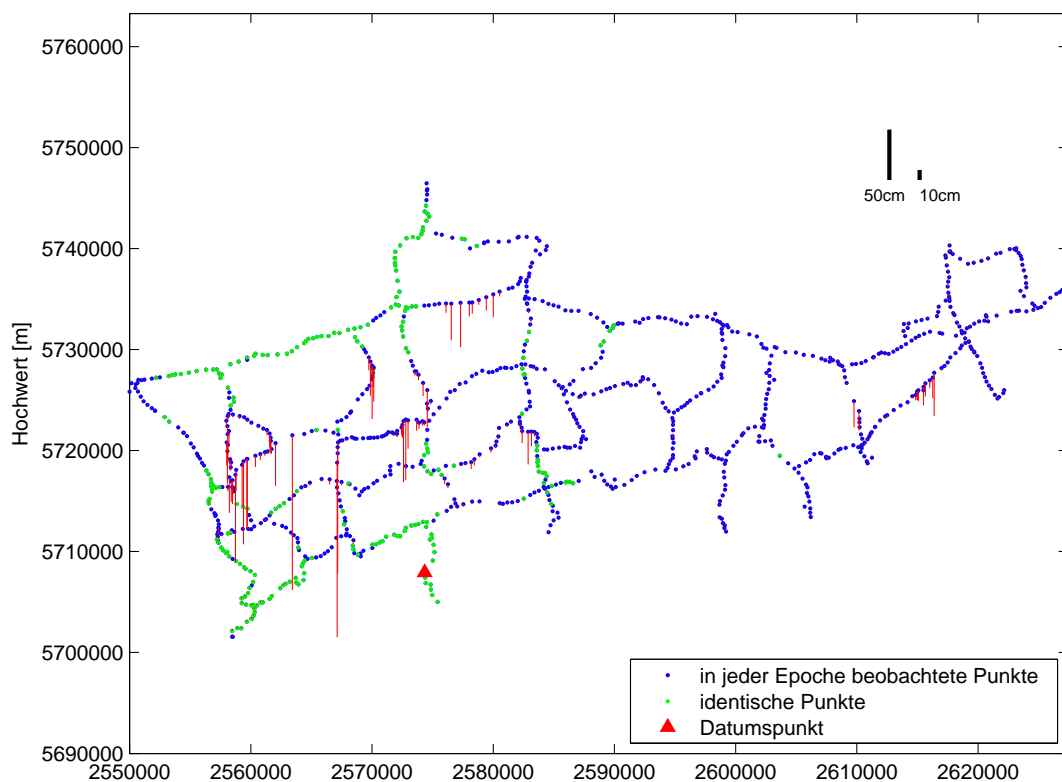 5760000
5750000
5740000
5730000
5720000
5710000
5700000
5690000
Hochwert [m]
50cm 10cm
in jeder Epoche beobachtete Punkte
identische Punkte
Datumspunkt
2550000 2560000 2570000 2580000 2590000 2600000 2610000 2620000